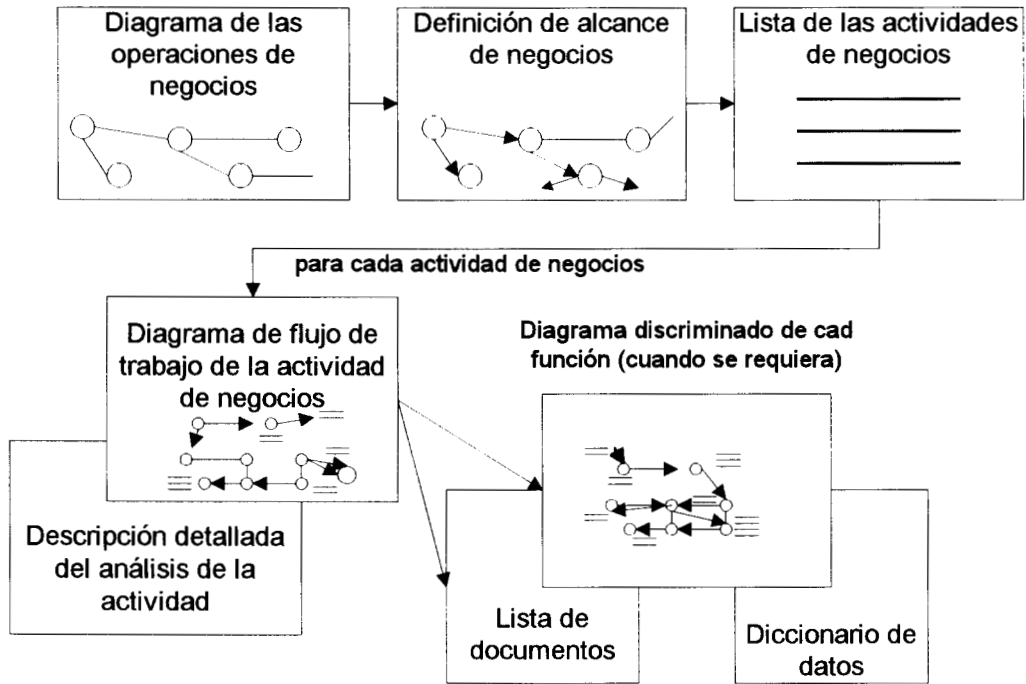 Diagrama de las
operaciones de
negocios
Definición de alcance
de negocios
Lista de las actividades
de negocios
para cada actividad de negocios
Diagrama de flujo de
trabajo de la actividad
de negocios
Diagrama discriminado de cad
función (cuando se requiera)
Descripción detallada
del análisis de la
actividad
Lista de
documentos
Diccionario de
datos